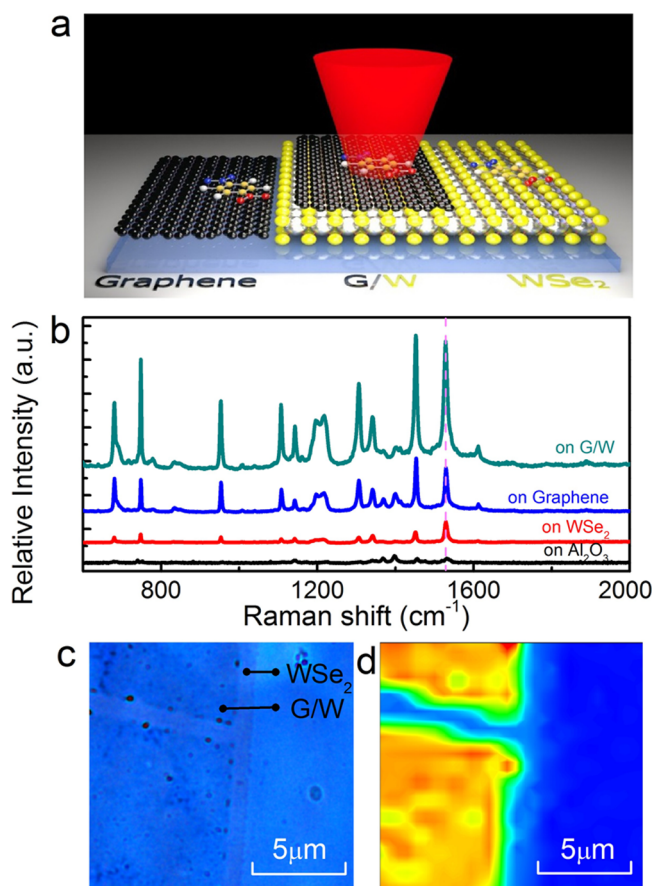 a
Graphene G/W WSe₂
b
Relative Intensity (a.u.)
on G/W
on Graphene
on WSe₂
on Al₂O₃
800 1200 1600 2000
Raman shift (cm⁻¹)
c
WSe₂
G/W
5μm
d
5μm